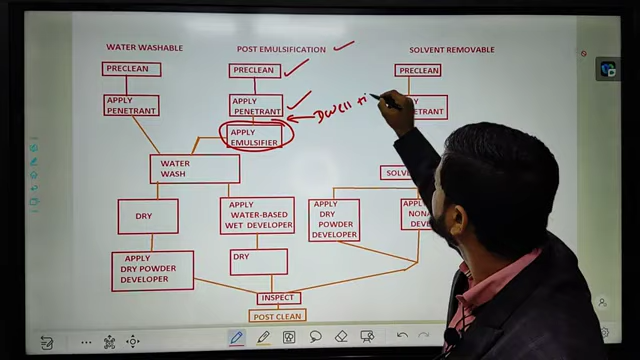 WATER WASHABLE
POST EMULSIFICATION
SOLVENT REMOVABLE
PRECLEAN
PRECLEAN
PRECLEAN
APPLY
PENETRANT
APPLY
PENETRANT
Dwell ti
APPLY
EMULSIFIER
WATER
WASH
DRY
APPLY
WATER-BASED
WET DEVELOPER
APPLY
DRY
POWDER
DEVELOPER
APPLY
DRY POWDER
DEVELOPER
DRY
INSPECT
POST CLEAN